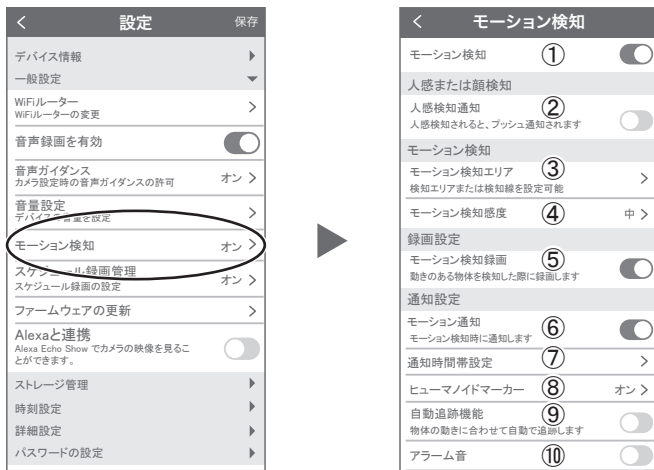 設定
保存
デバイス情報
一般設定
WiFiルーター
WiFiルーターの変更
音声録画を有効
音声ガイダンス
カメラ設定時の音声ガイダンスの許可
オン
音量設定
デバイスの音量を設定
モーション検知
オン
スケジュール録画管理
スケジュール録画の設定
オン
ファームウェアの更新
Alexaと連携
Alexa Echo Show でカメラの映像を見るこ
とができます。
ストレージ管理
時刻設定
詳細設定
パスワードの設定
モーション検知
モーション検知 ①
人感または顔検知
人感検知通知 ②
人感検知されると、プッシュ通知されます
モーション検知
モーション検知エリア ③
検知エリアまたは検知線を設定可能
モーション検知感度 ④ 中
録画設定
モーション検知録画 ⑤
動きのある物体を検知した際に録画します
通知設定
モーション通知 ⑥
モーション検知時に通知します
通知時間帯設定 ⑦
ヒューマノイドマーカー ⑧ オン
自動追跡機能 ⑨
物体の動きに合わせて自動で追跡します
アラーム音 ⑩